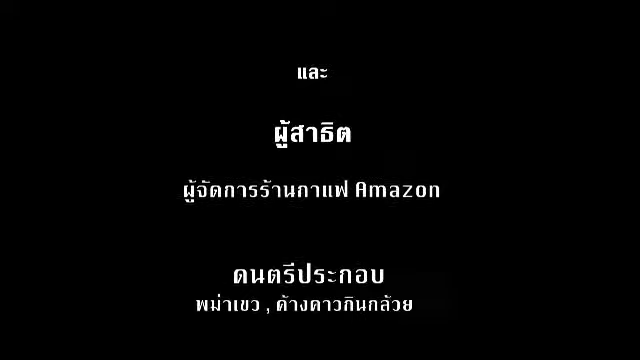 และ
ผู้สาธิต
ผู้จัดการร้านกาแฟ Amazon
ดนตรีประกอบ
พม่าเขว , ค้างคาวกินกล้วย